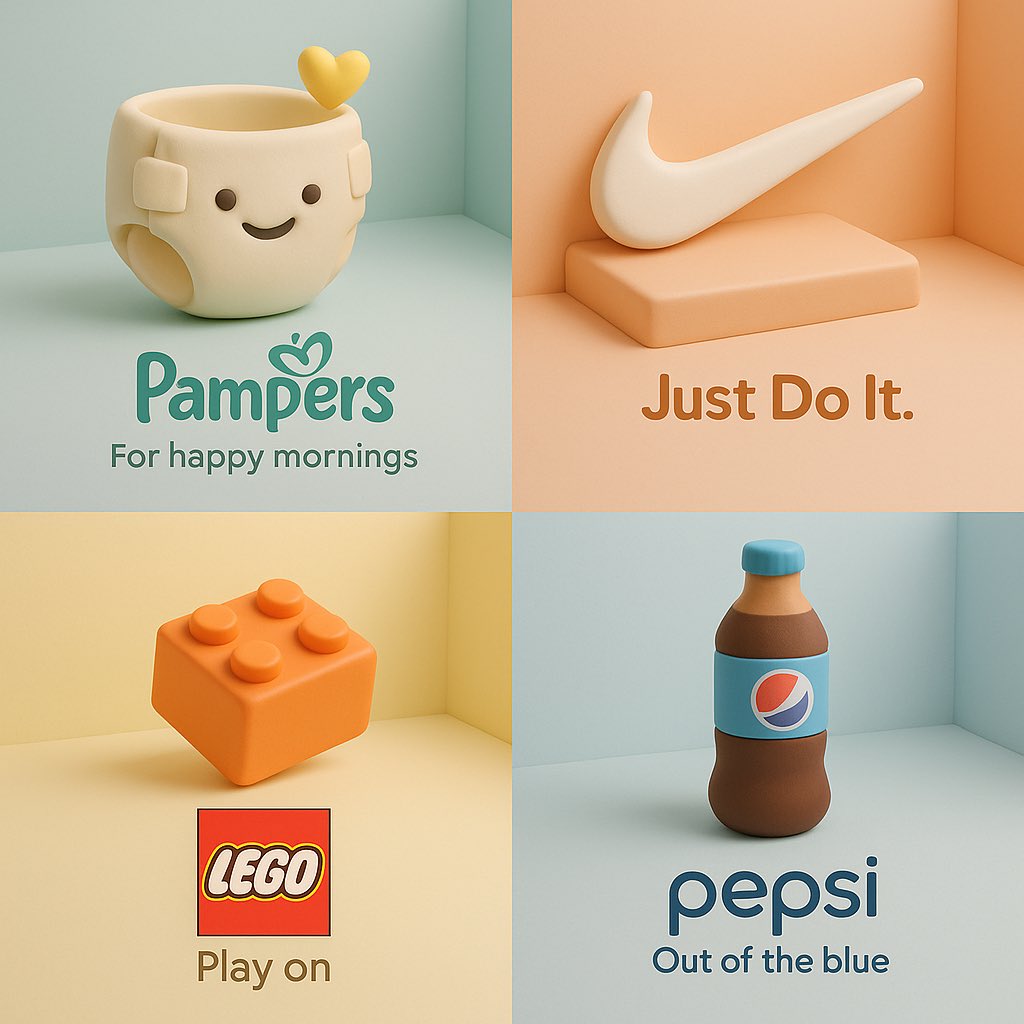 Pampers
For happy mornings
Just Do It.
LEGO
Play on
pepsi
Out of the blue